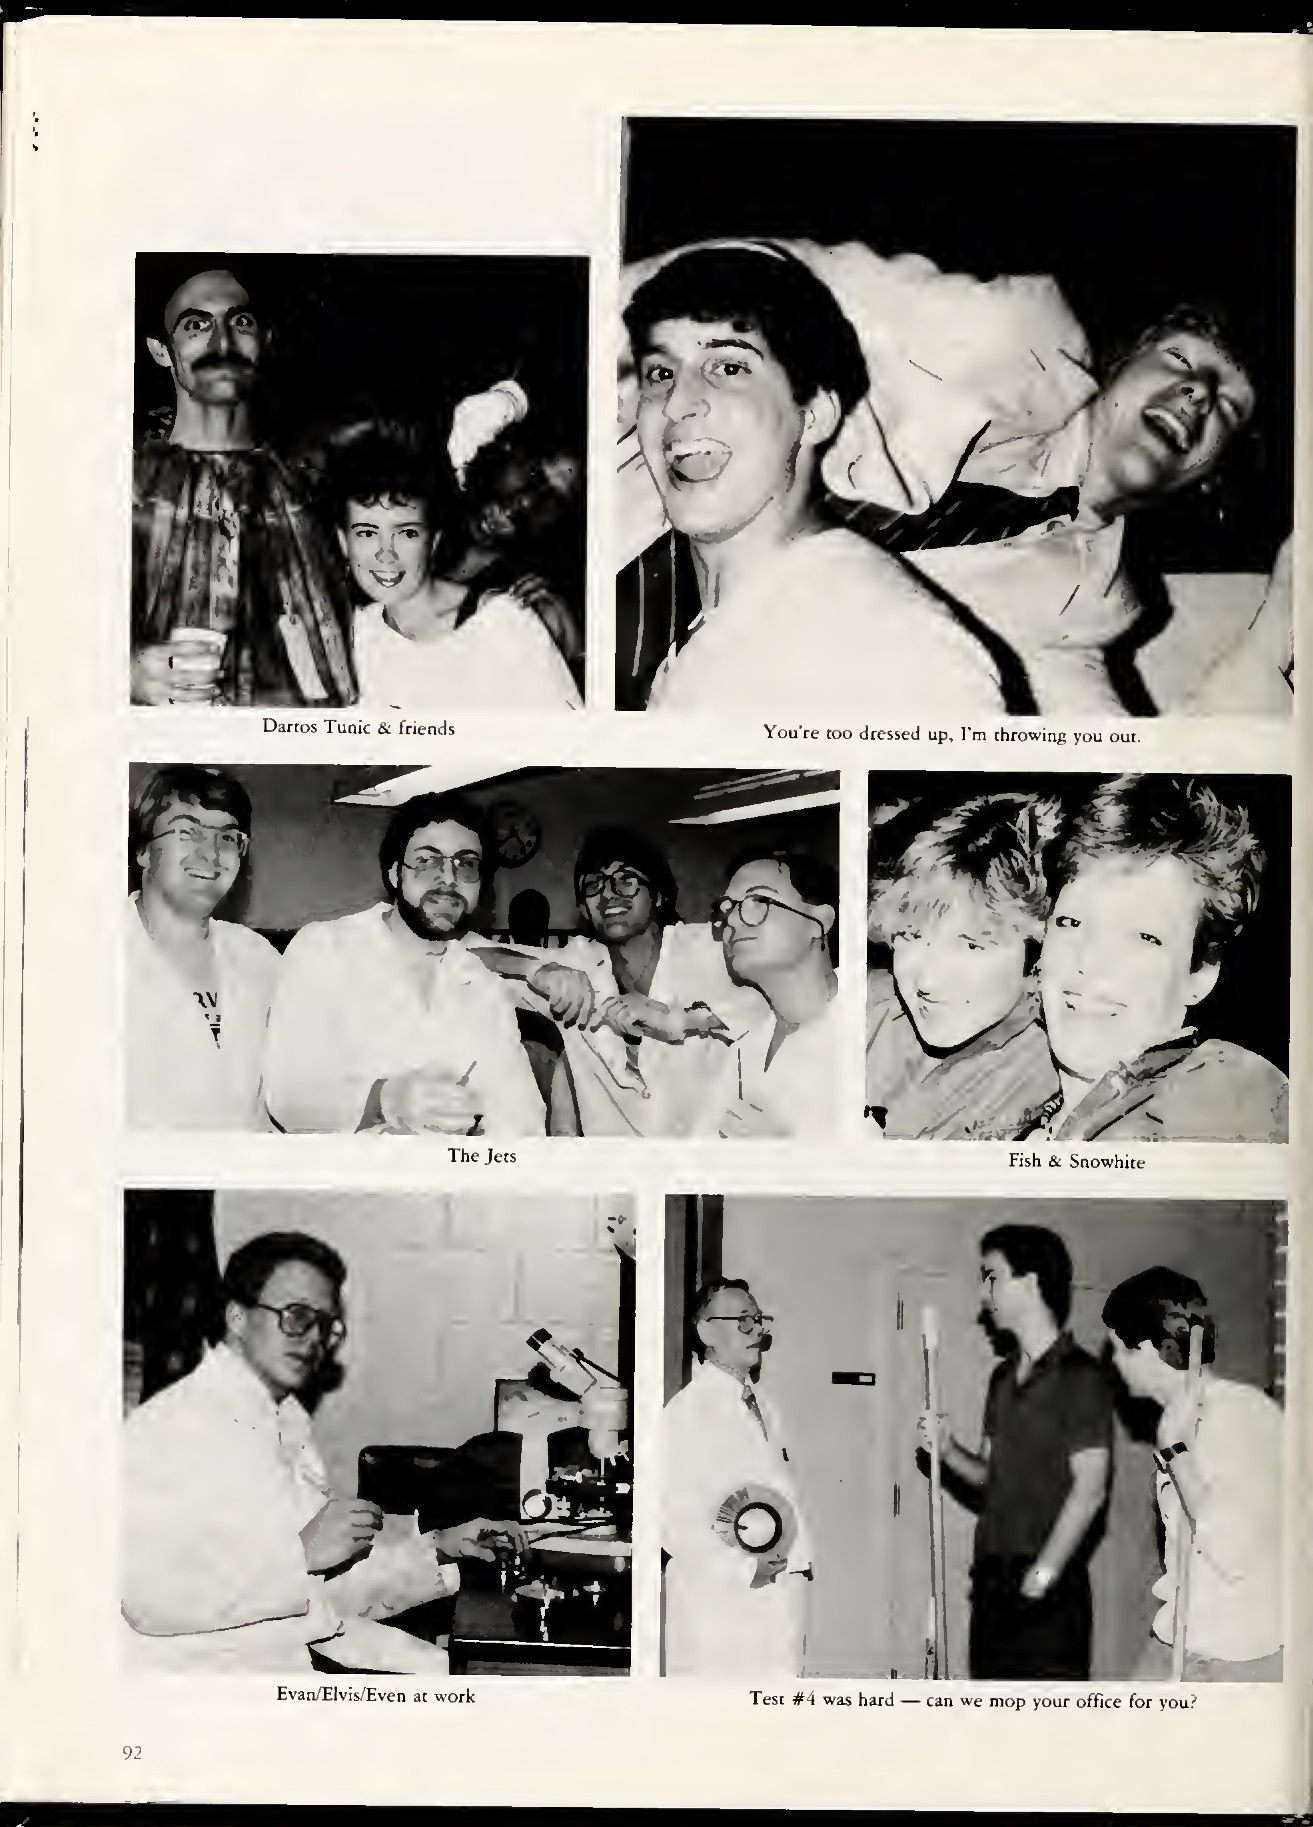 Dartos Tunic & friends
You're too dressed up, I'm throwing you out.
The Jets
Fish & Snowhite
Evan/Elvis/Even at work
Test #4 was hard — can we mop your office for you?
92